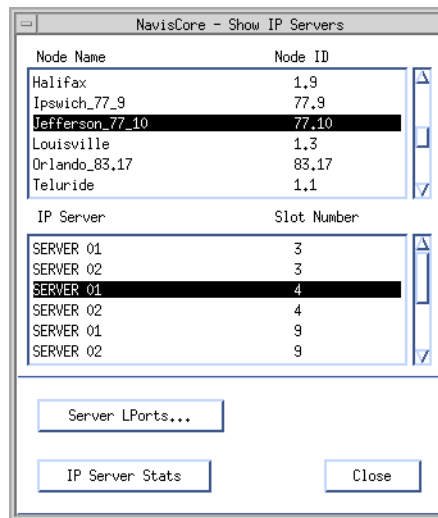 NavisCore - Show IP Servers
Node Name Node ID
Halifax 1.9
Ipswich_77_9 77.9
Jefferson_77_10 77.10
Louisville 1.3
Orlando_83.17 83.17
Teluride 1.1
IP Server Slot Number
SERVER 01 3
SERVER 02 3
SERVER 01 4
SERVER 02 4
SERVER 01 9
SERVER 02 9
Server LPorts...
IP Server Stats Close